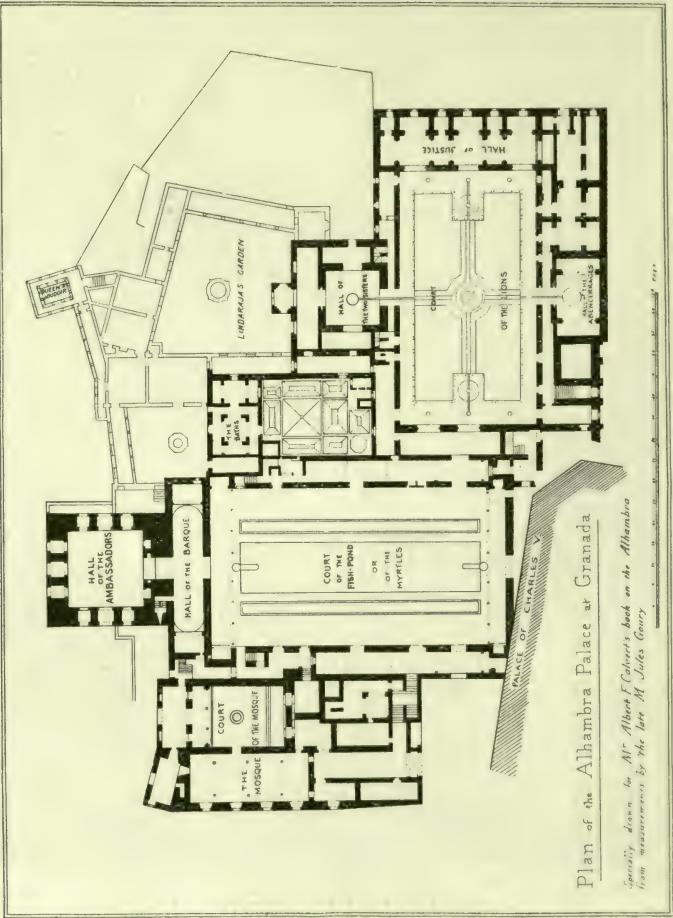 QUEEN'S
BOUDOIR
LINDARAJAS GARDEN
HALL OF JUSTICE
HALL OF
THE TWO SISTERS
COURT
OF THE LIONS
HALL OF THE
ABENCERRAGES
THE
BATHS
HALL
OF THE
AMBASSADORS
HALL OF THE BARQUE
COURT
OF THE
FISH-POND
OR
OF THE
MYRTLES
COURT
OF THE MOSQUE
THE
MOSQUE
PALACE OF CHARLES V.
Plan of the Alhambra Palace at Granada
Specially drawn for Mr Albert F Calvert's book on the Alhambra
from measurements by the late M. Jules Goury